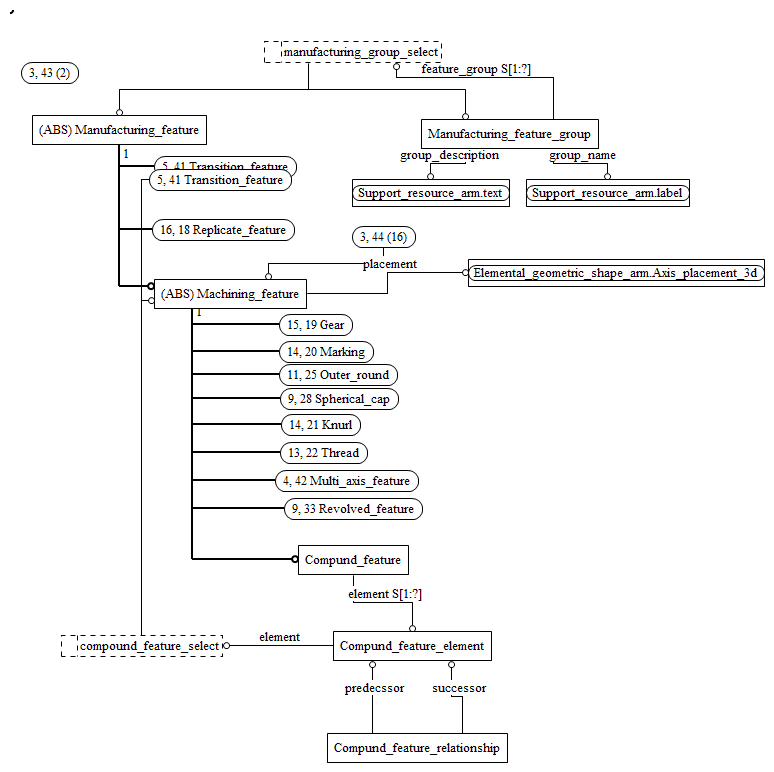 manufacturing_group_select
feature_group S[1:?]
3, 43 (2)
(ABS) Manufacturing_feature
Manufacturing_feature_group
1
group_description
group_name
5, 41 Transition_feature
5, 41 Transition_feature
Support_resource_arm.text
Support_resource_arm.label
16, 18 Replicate_feature
3, 44 (16)
placement
Elemental_geometric_shape_arm.Axis_placement_3d
(ABS) Machining_feature
1
15, 19 Gear
14, 20 Marking
11, 25 Outer_round
9, 28 Spherical_cap
14, 21 Knurl
13, 22 Thread
4, 42 Multi_axis_feature
9, 33 Revolved_feature
Compund_feature
element S[1:?]
compound_feature_select
element
Compund_feature_element
predecssor
successor
Compund_feature_relationship